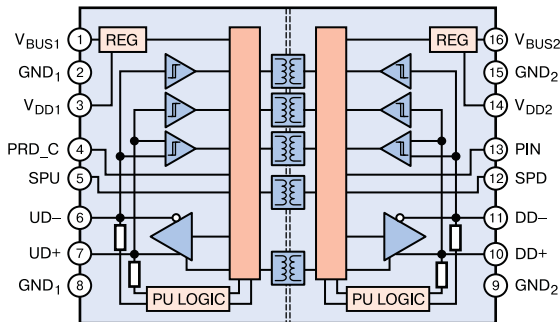 VBUS1 1 REG REG 16 VBUS2
GND1 2 15 GND2
VDD1 3 14 VDD2
PRD_C 4 13 PIN
SPU 5 12 SPD
UD– 6 11 DD–
UD+ 7 10 DD+
GND1 8 PU LOGIC PU LOGIC 9 GND2